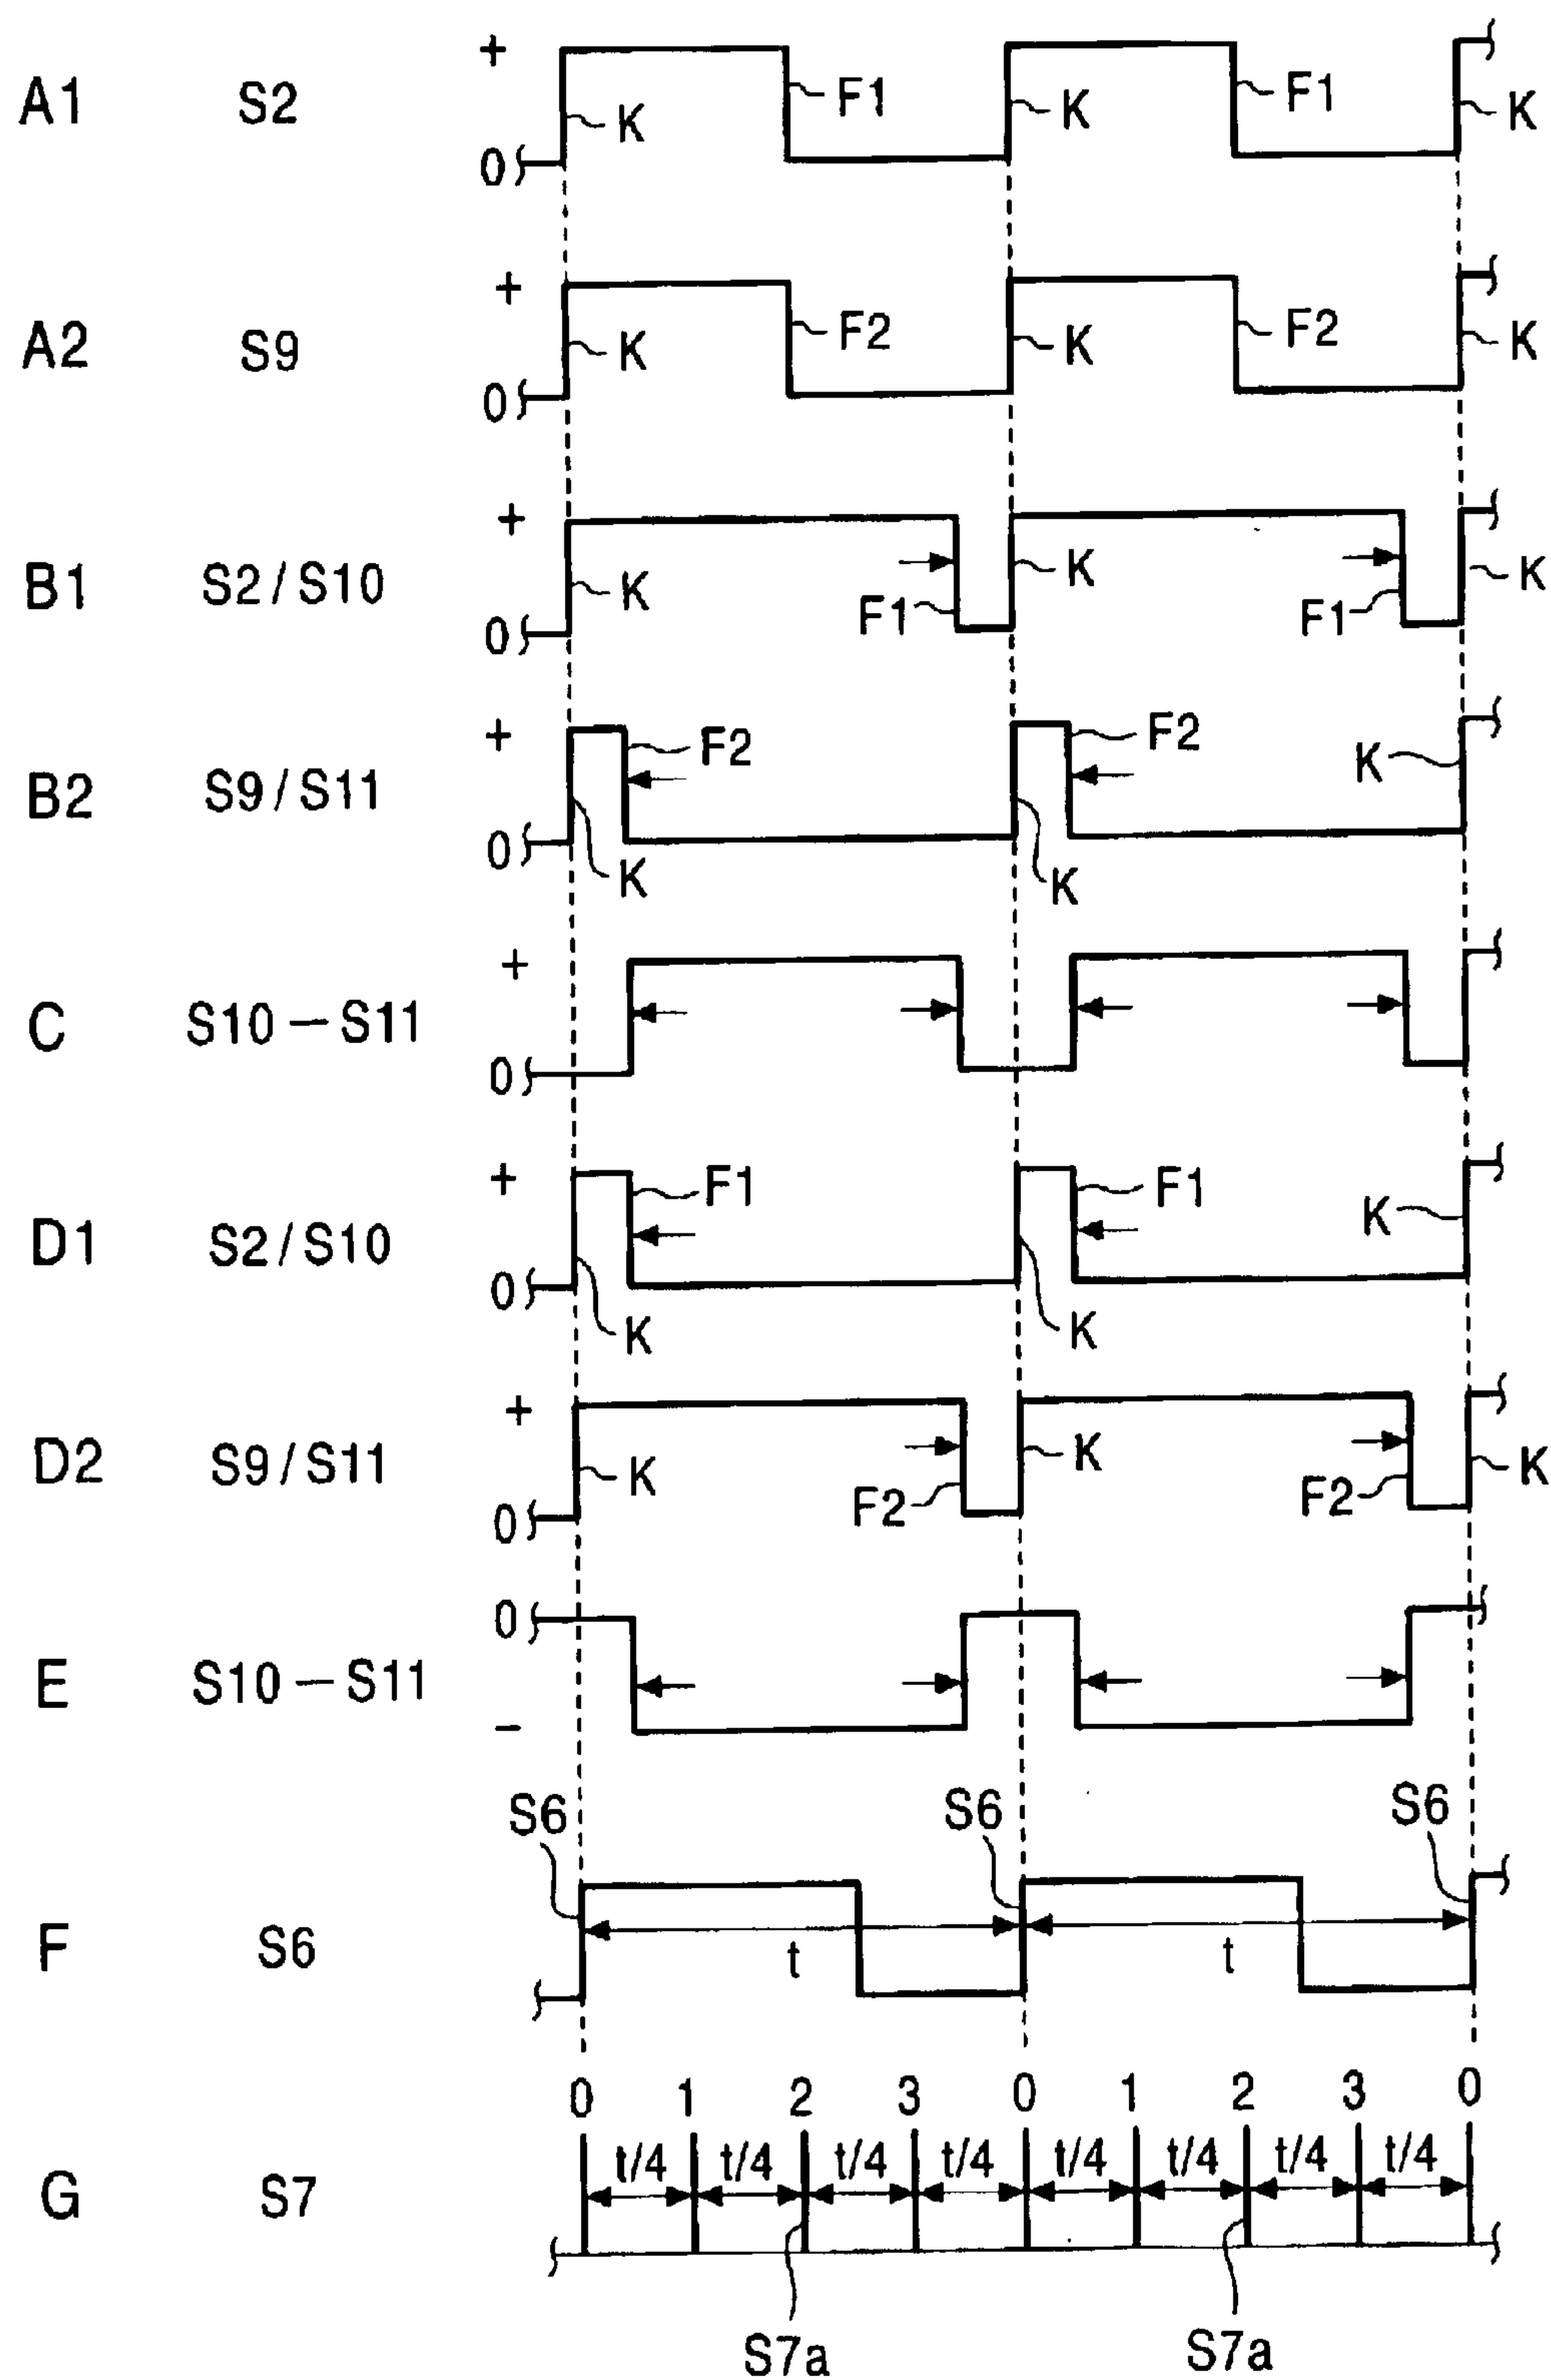 A1 S2 + 0 K F1 K F1 K
A2 S9 + 0 K F2 K F2 K
B1 S2/S10 + 0 K F1 K F1 K
B2 S9/S11 + 0 K F2 K F2 K
C S10-S11 + 0
D1 S2/S10 + 0 K F1 K F1 K
D2 S9/S11 + 0 K F2 K F2 K
E S10-S11 0 -
F S6 S6 t S6 t S6
0 1 2 3 0 1 2 3 0
G S7 t/4 t/4 t/4 t/4 t/4 t/4 t/4 t/4
S7a S7a